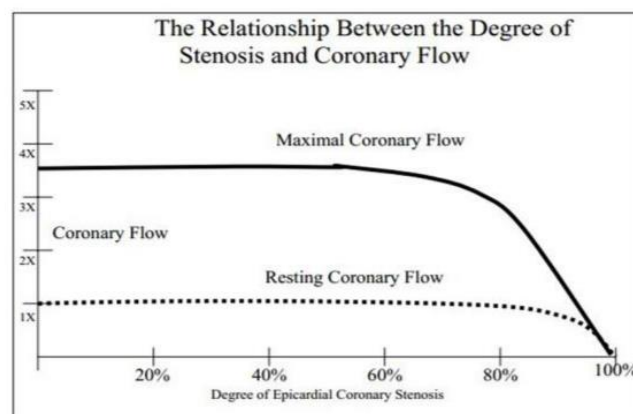 The Relationship Between the Degree of
Stenosis and Coronary Flow
5X
4X
Maximal Coronary Flow
3X
Coronary Flow
2X
Resting Coronary Flow
1X
20%
40%
60%
80%
100%
Degree of Epicardial Coronary Stenosis